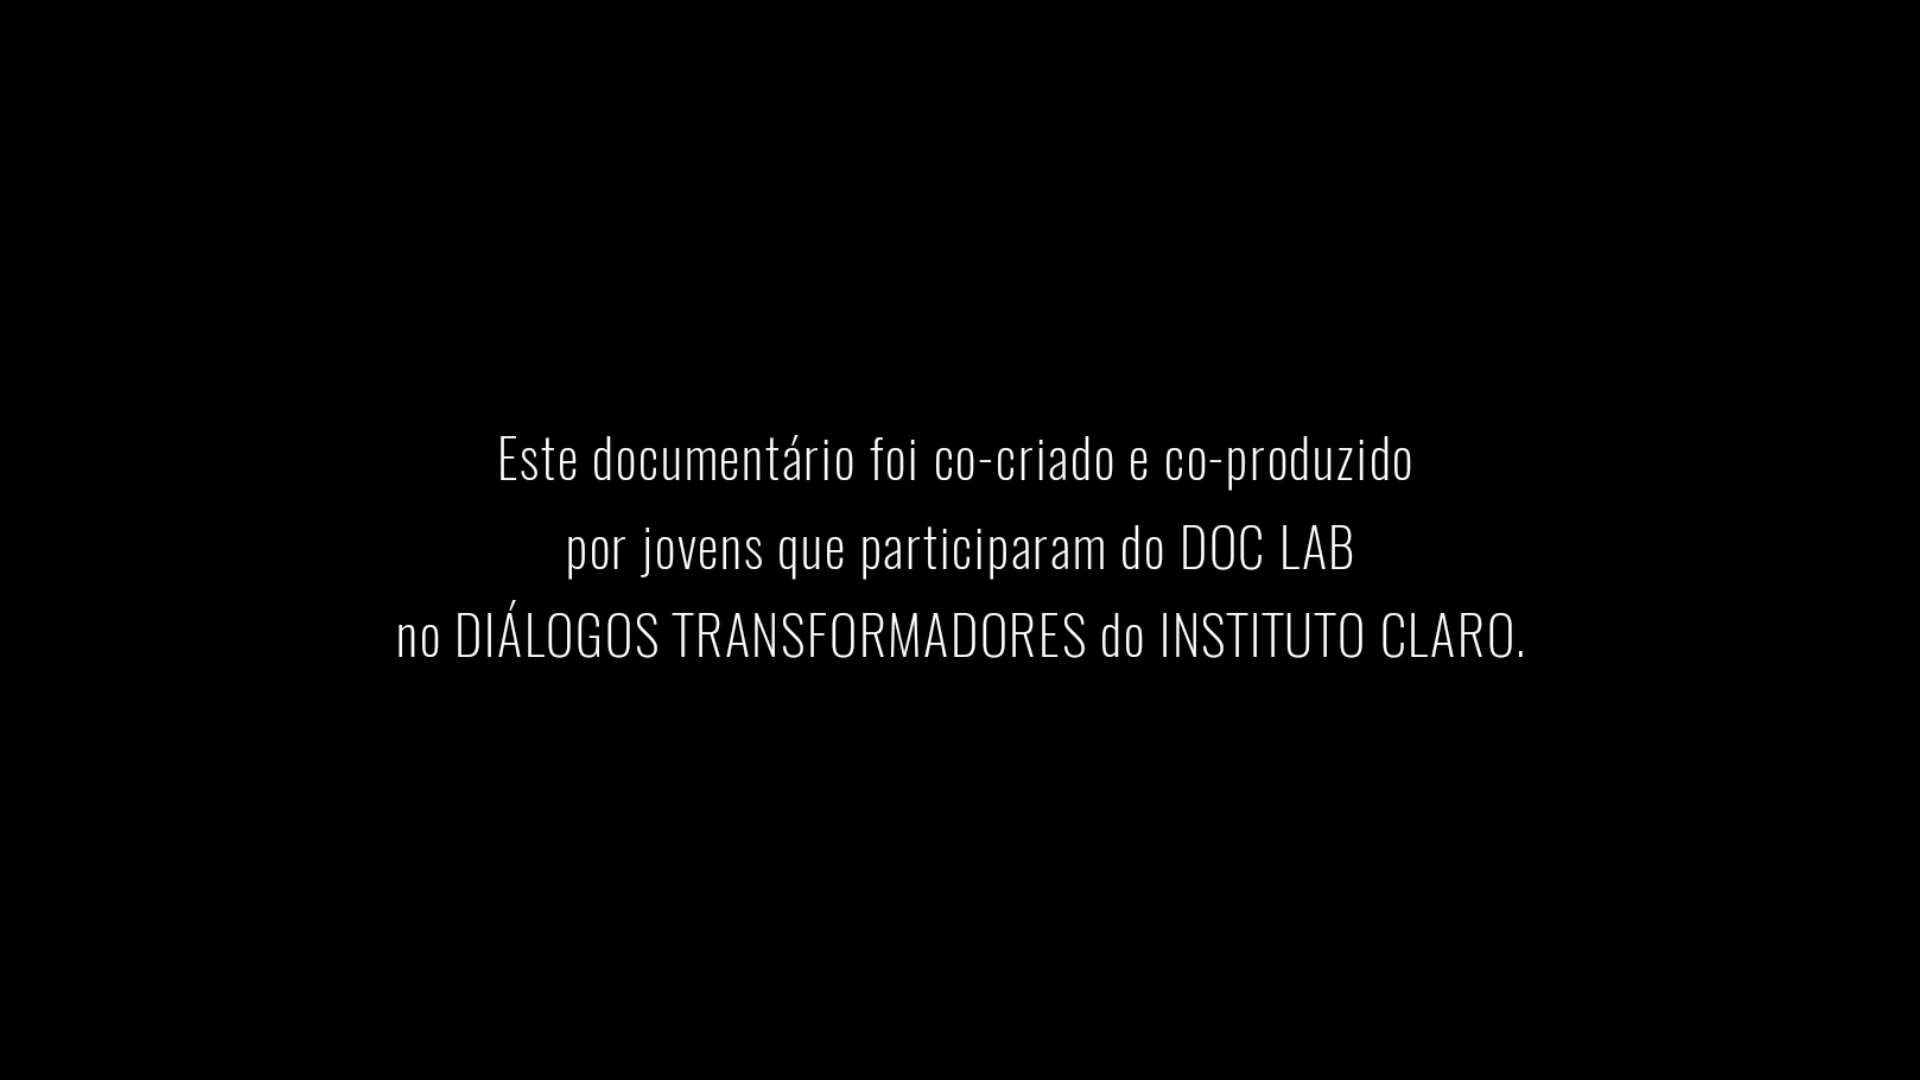 Este documentário foi co-criado e co-produzido
por jovens que participaram do DOC LAB
no DIÁLOGOS TRANSFORMADORES do INSTITUTO CLARO.